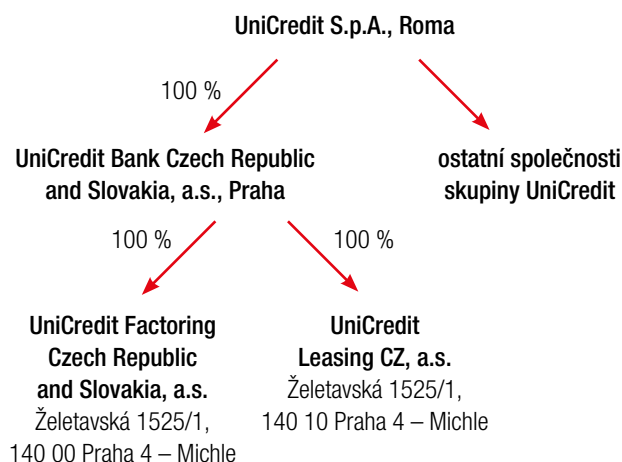 UniCredit S.p.A., Roma
100 %
UniCredit Bank Czech Republic
and Slovakia, a.s., Praha
ostatní společnosti
skupiny UniCredit
100 %
100 %
UniCredit Factoring
Czech Republic
and Slovakia, a.s.
Želetavská 1525/1,
140 00 Praha 4 – Michle
UniCredit
Leasing CZ, a.s.
Želetavská 1525/1,
140 10 Praha 4 – Michle